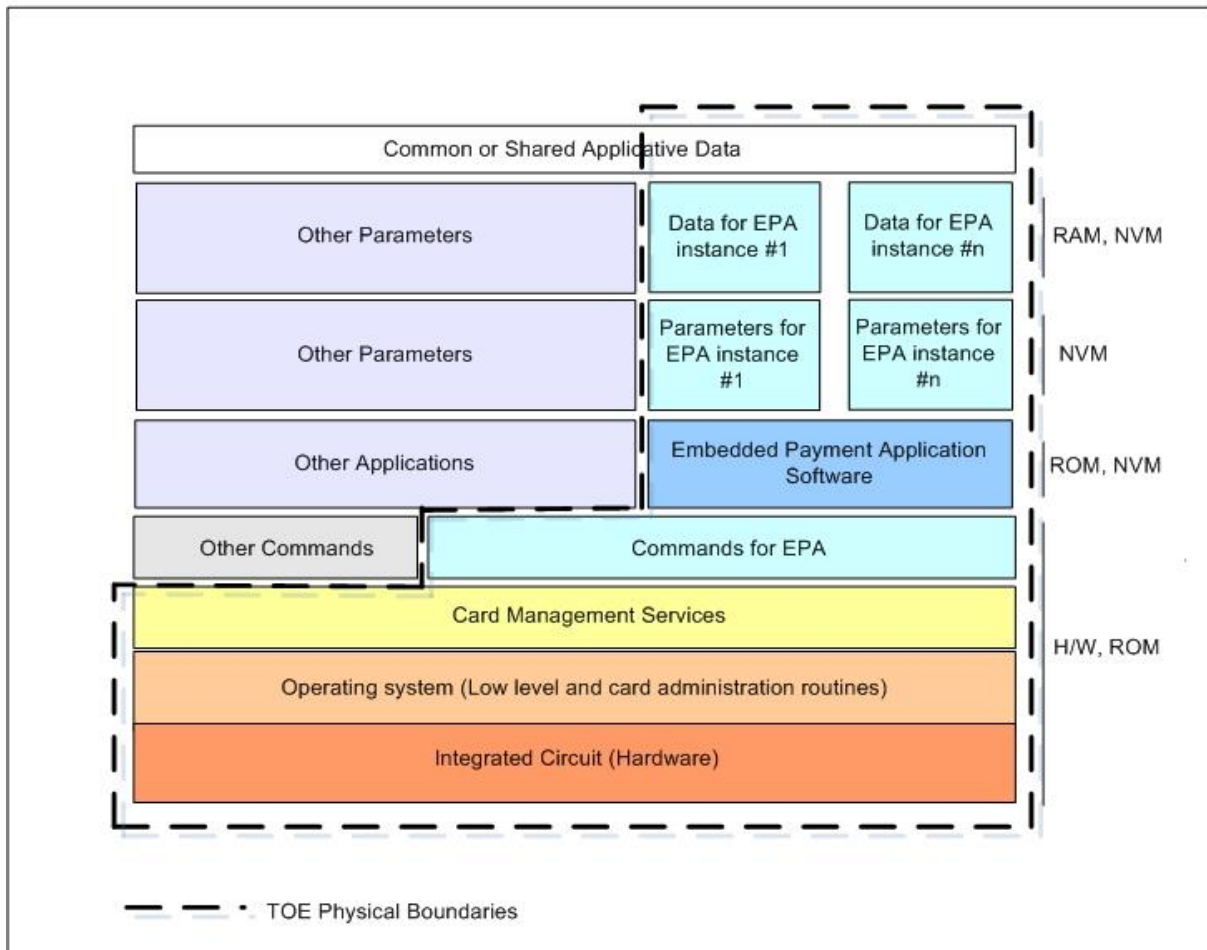 Common or Shared Applicative Data
Other Parameters
Data for EPA
instance #1
Data for EPA
instance #n
RAM, NVM
Other Parameters
Parameters for
EPA instance
#1
Parameters for
EPA instance
#n
NVM
Other Applications
Embedded Payment Application
Software
ROM, NVM
Other Commands
Commands for EPA
Card Management Services
H/W, ROM
Operating system (Low level and card administration routines)
Integrated Circuit (Hardware)
TOE Physical Boundaries